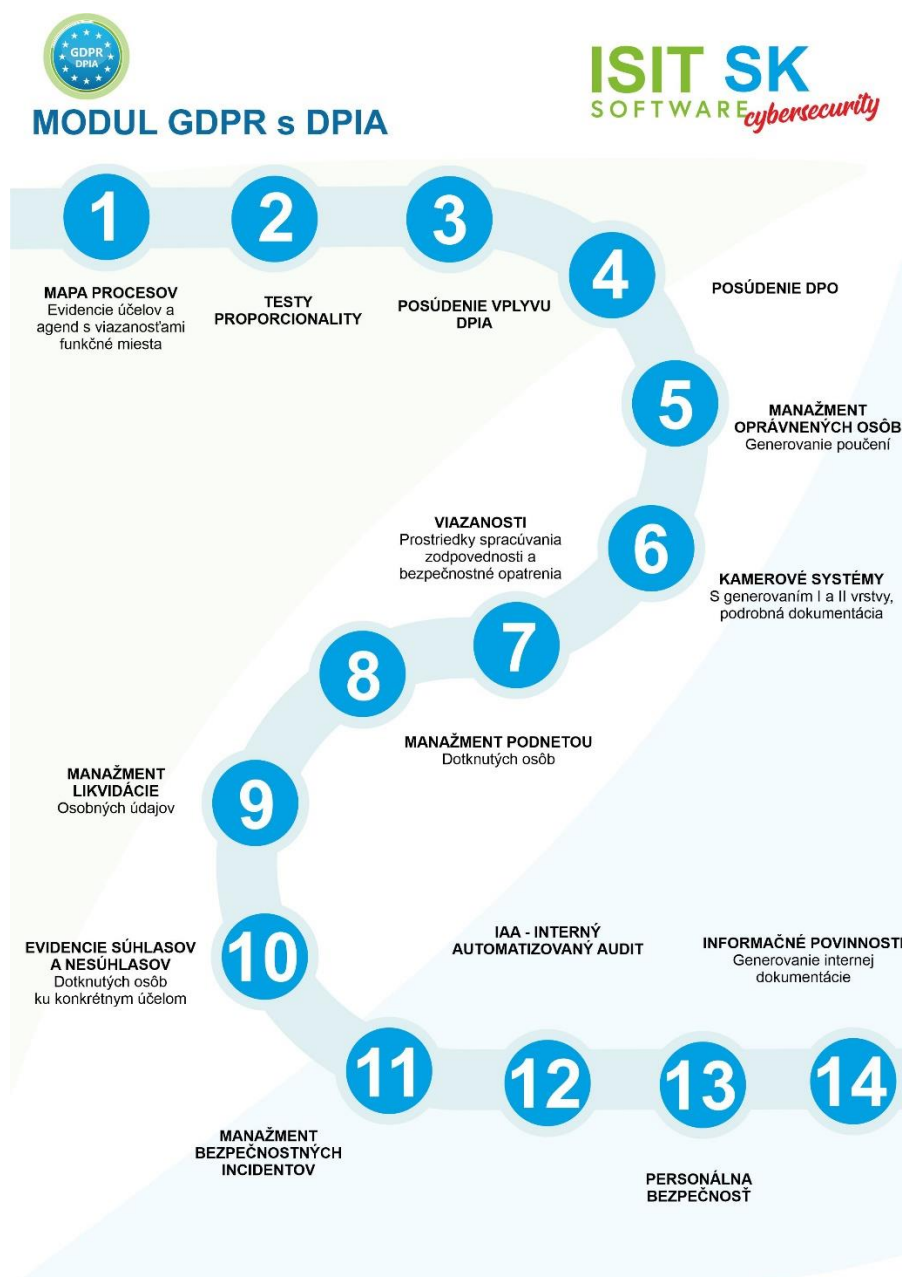 GDPR
DPIA
MODUL GDPR s DPIA
ISIT SK
SOFTWARE
cybersecurity
1
MAPA PROCESOV
Evidencie účelov a
agend s viazanosťami
funkčné miesta
2
TESTY
PROPORCIONALITY
3
POSÚDENIE VPLYVU
DPIA
4
POSÚDENIE DPO
5
MANAŽMENT
OPRÁVNENÝCH OSÔB
Generovanie poučení
6
KAMEROVÉ SYSTÉMY
S generovaním I a II vrstvy,
podrobná dokumentácia
VIAZANOSTI
Prostriedky spracúvania
zodpovednosti a
bezpečnostné opatrenia
7
8
MANAŽMENT PODNETOU
Dotknutých osôb
9
MANAŽMENT
LIKVIDÁCIE
Osobných údajov
10
EVIDENCIE SÚHLASOV
A NESÚHLASOV
Dotknutých osôb
ku konkrétnym účelom
11
MANAŽMENT
BEZPEČNOSTNÝCH
INCIDENTOV
IAA - INTERNÝ
AUTOMATIZOVANÝ AUDIT
12
13
PERSONÁLNA
BEZPEČNOSŤ
INFORMAČNÉ POVINNOSTI
Generovanie internej
dokumentácie
14